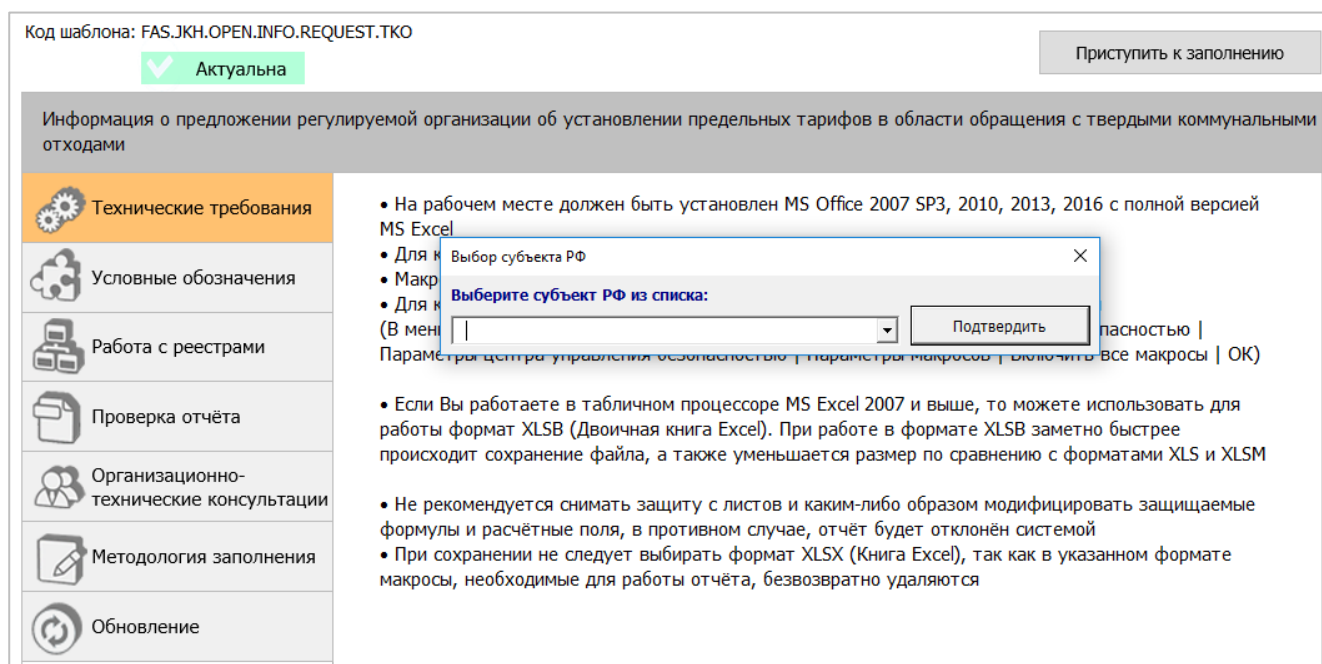 Код шаблона: FAS.JKH.OPEN.INFO.REQUEST.TKO
Актуальна
Приступить к заполнению
Информация о предложении регулируемой организации об установлении предельных тарифов в области обращения с твердыми коммунальными
отходами
Технические требования
Условные обозначения
Работа с реестрами
Проверка отчёта
Организационно-
технические консультации
Методология заполнения
Обновление
• На рабочем месте должен быть установлен MS Office 2007 SP3, 2010, 2013, 2016 с полной версией
MS Excel
• Для
•
• Для
(В
Выбор субъекта РФ
Выберите субъект РФ из списка:
Подтвердить
Параметры центра управления безопасностью | Параметры макросов | Включить все макросы | ОК)
• Если Вы работаете в табличном процессоре MS Excel 2007 и выше, то можете использовать для
работы формат XLSB (Двоичная книга Excel). При работе в формате XLSB заметно быстрее
происходит сохранение файла, а также уменьшается размер по сравнению с форматами XLS и XLSM
• Не рекомендуется снимать защиту с листов и каким-либо образом модифицировать защищаемые
формулы и расчётные поля, в противном случае, отчёт будет отклонён системой
• При сохранении не следует выбирать формат XLSX (Книга Excel), так как в указанном формате
макросы, необходимые для работы отчёта, безвозвратно удаляются